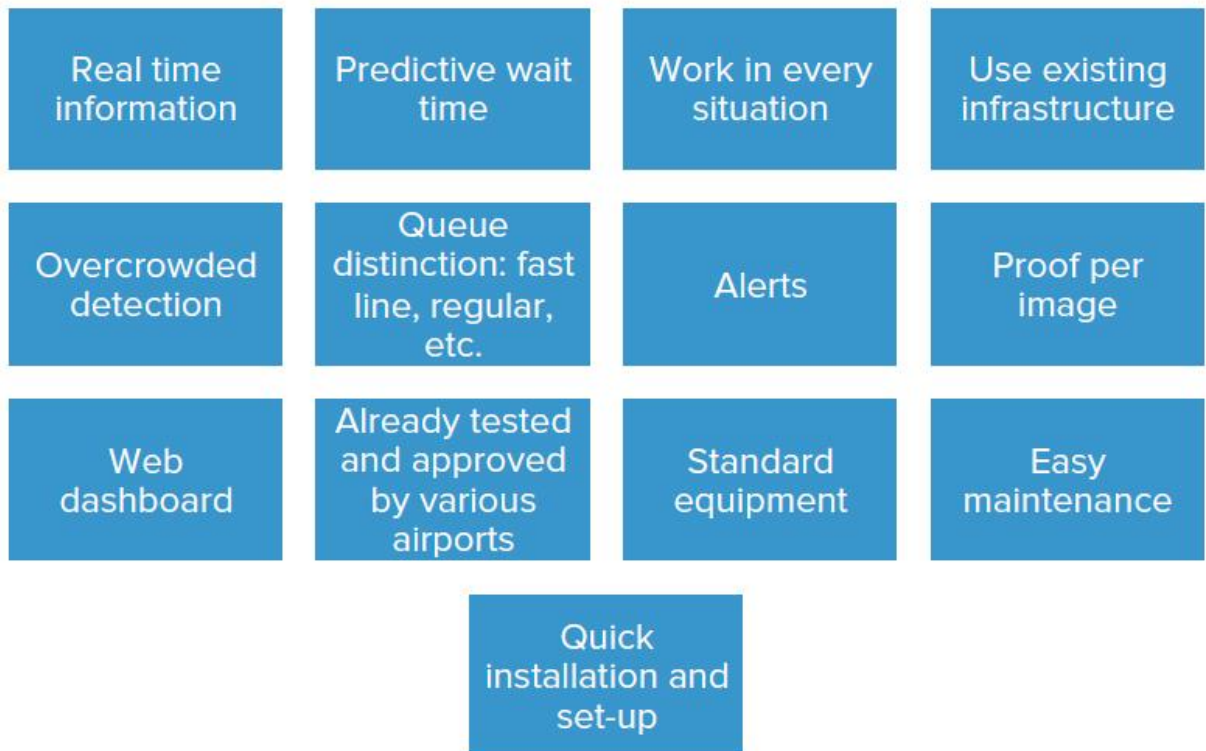 Real time
information
Predictive wait
time
Work in every
situation
Use existing
infrastructure
Overcrowded
detection
Queue
distinction: fast
line, regular,
etc.
Alerts
Proof per
image
Web
dashboard
Already tested
and approved
by various
airports
Standard
equipment
Easy
maintenance
Quick
installation and
set-up